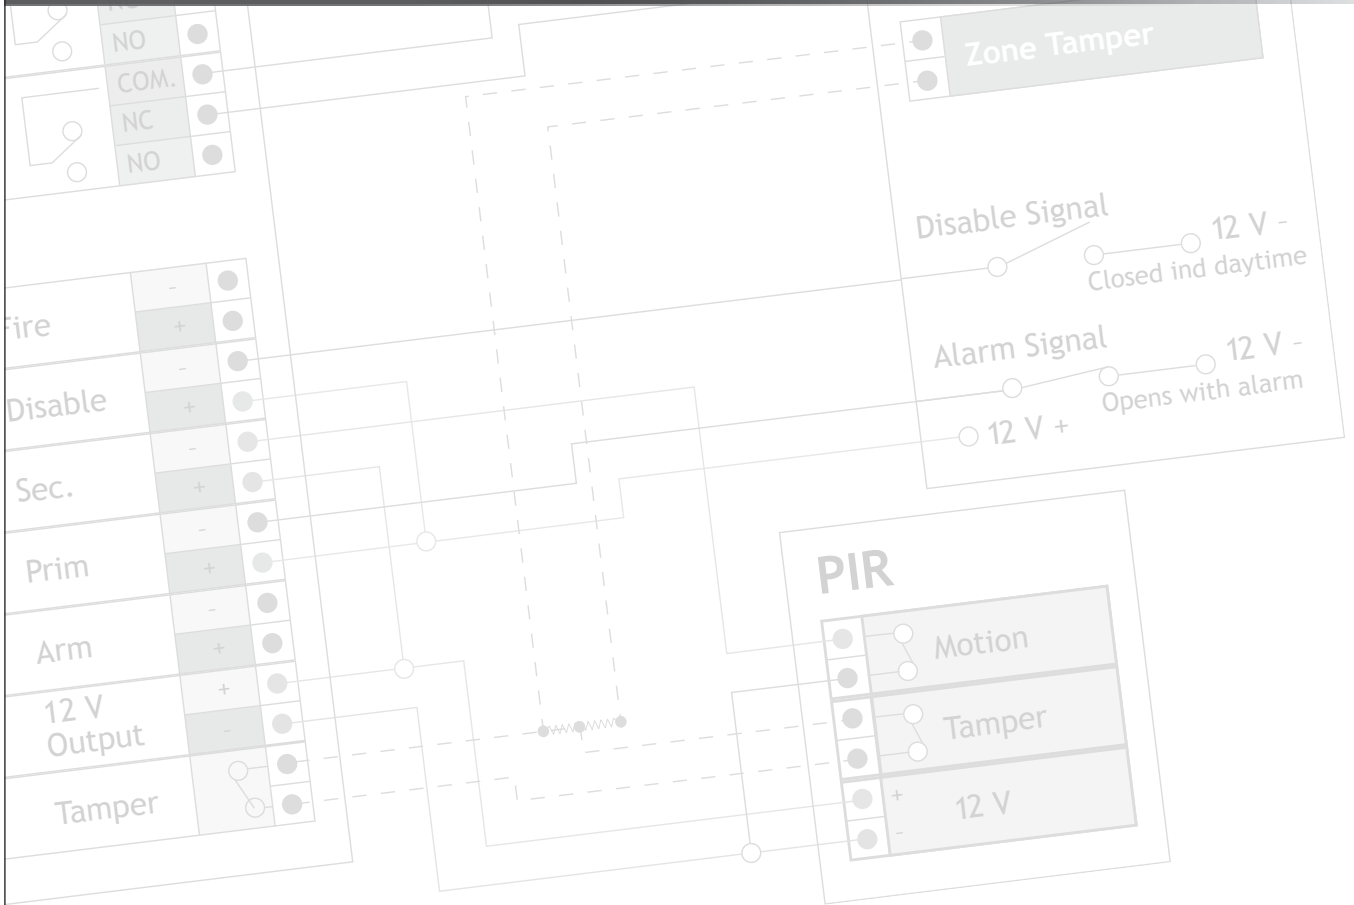 NO
COM.
NC
NO
Zone Tamper
Disable Signal
12 V -
Closed ind daytime
Alarm Signal
12 V -
Opens with alarm
12 V +
-
Fire
+
-
Disable
+
-
Sec.
+
-
Prim
+
-
Arm
+
12 V
+
Output
-
Tamper
PIR
Motion
Tamper
+
12 V
-